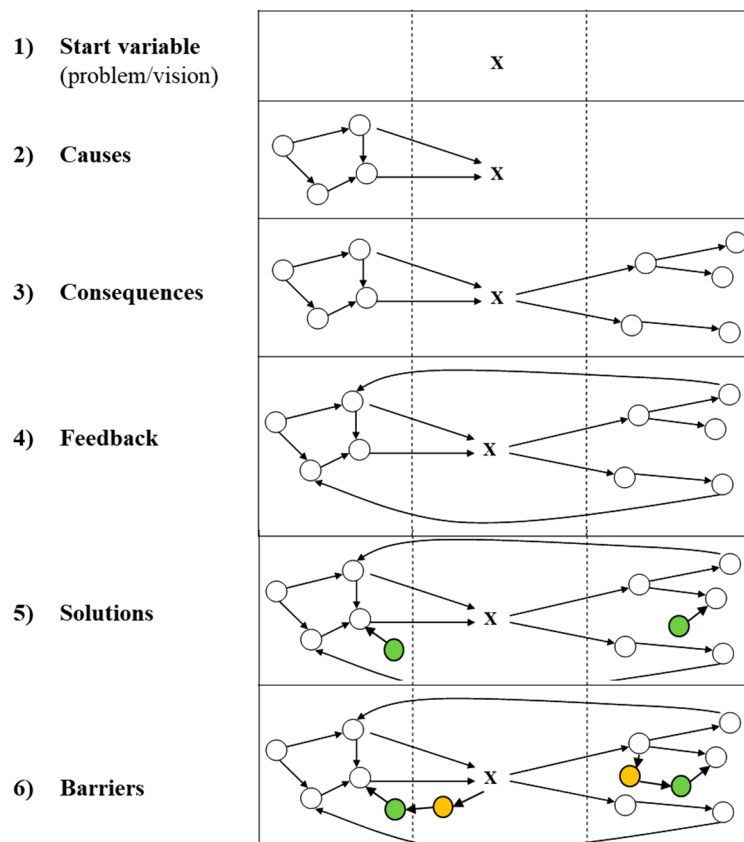 1) Start variable
(problem/vision)
X
2) Causes
X
3) Consequences
X
4) Feedback
X
5) Solutions
X
6) Barriers
X